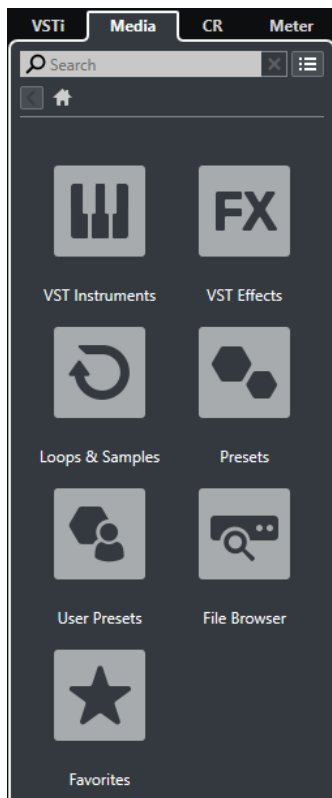 VSTi Media CR Meter
Search
FX
VST Instruments VST Effects
Loops & Samples Presets
User Presets File Browser
Favorites